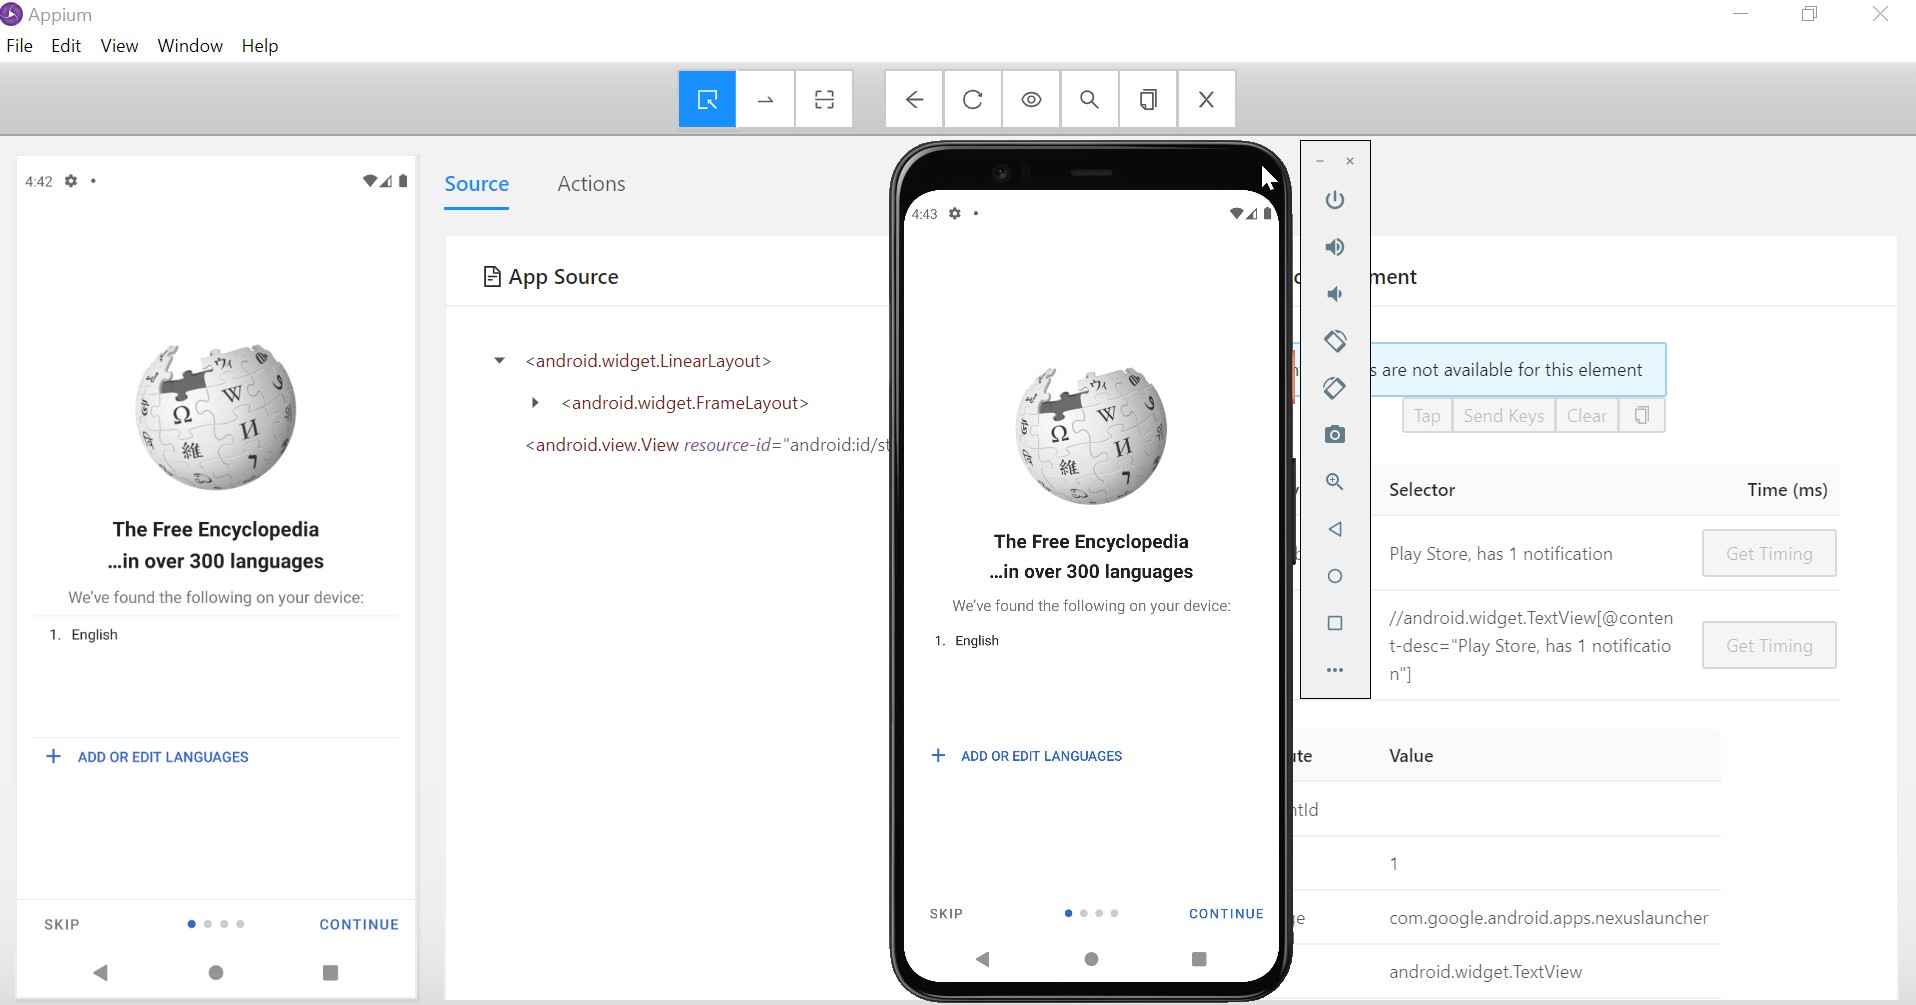 Appium
File Edit View Window Help
4:42
The Free Encyclopedia
…in over 300 languages
We've found the following on your device:
1. English
ADD OR EDIT LANGUAGES
SKIP
CONTINUE
Source Actions
App Source
<android.widget.LinearLayout>
<android.widget.FrameLayout>
<android.view.View resource-id="android:id/st
4:43
The Free Encyclopedia
…in over 300 languages
We've found the following on your device:
1. English
ADD OR EDIT LANGUAGES
SKIP
CONTINUE
ment
s are not available for this element
Tap Send Keys Clear
Selector Time (ms)
Play Store, has 1 notification Get Timing
//android.widget.TextView[@conten
t-desc="Play Store, has 1 notificatio Get Timing
n"]
ute Value
ntId
1
ge com.google.android.apps.nexuslauncher
android.widget.TextView